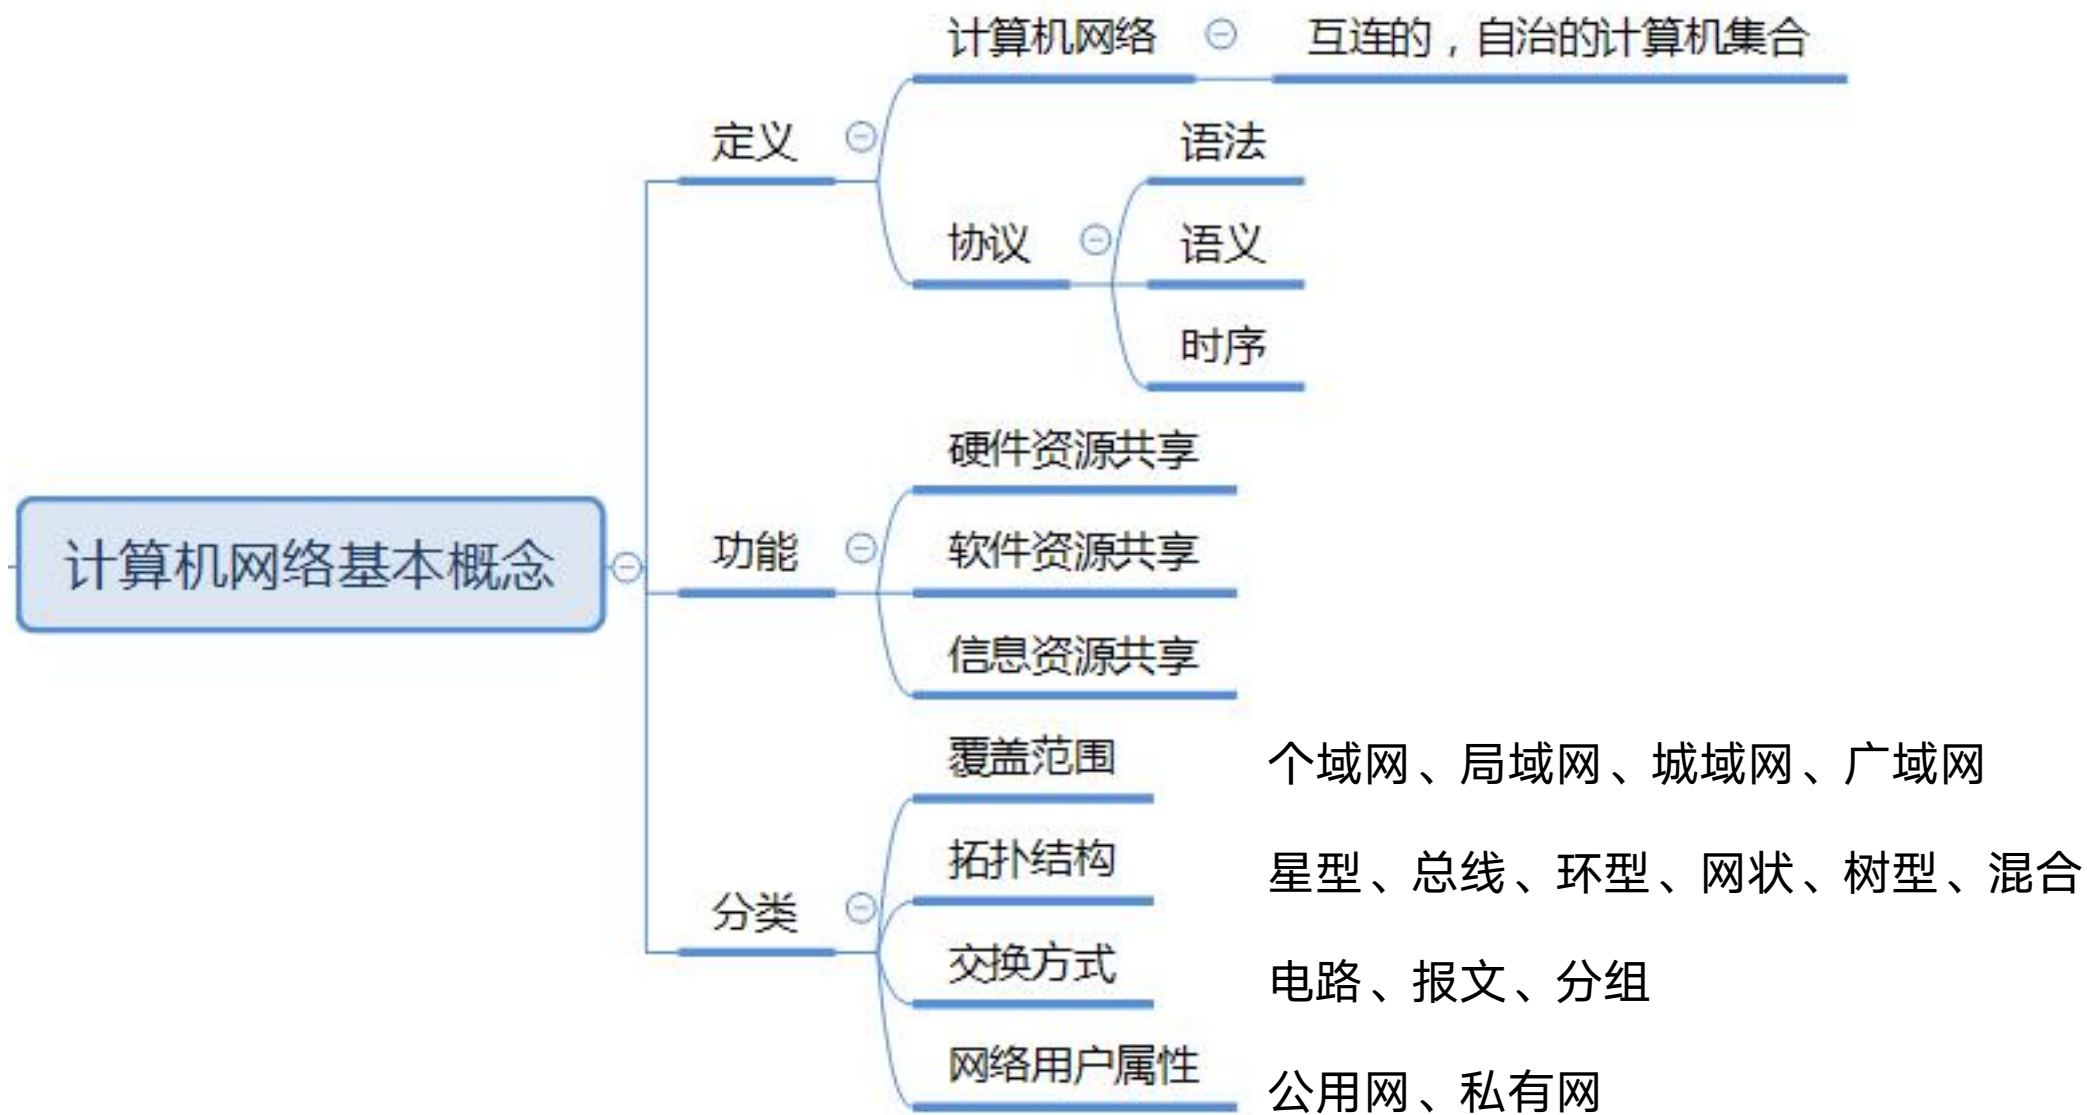 计算机网络
互连的，自治的计算机集合
定义
语法
协议
语义
时序
硬件资源共享
计算机网络基本概念
功能
软件资源共享
信息资源共享
覆盖范围
个域网、局域网、城域网、广域网
拓扑结构
星型、总线、环型、网状、树型、混合
分类
交换方式
电路、报文、分组
网络用户属性
公用网、私有网